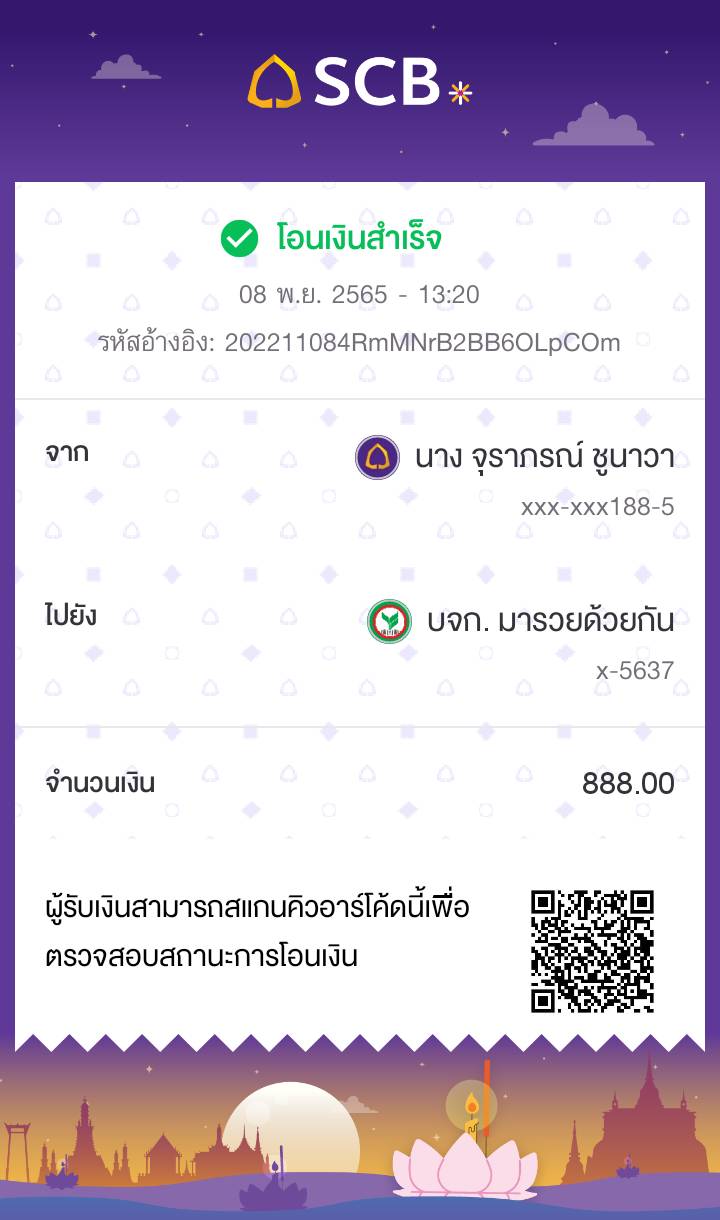 SCB
โอนเงินสำเร็จ
08 พ.ย. 2565 - 13:20
รหัสอ้างอิง: 202211084RmMNrB2BB6OLpCOm
จาก
นาง จุราภรณ์ ชูนาวา
xxx-xxx188-5
ไปยัง
บจก. มารวยด้วยกัน
x-5637
จำนวนเงิน
888.00
ผู้รับเงินสามารถสแกนคิวอาร์โค้ดนี้เพื่อ
ตรวจสอบสถานะการโอนเงิน